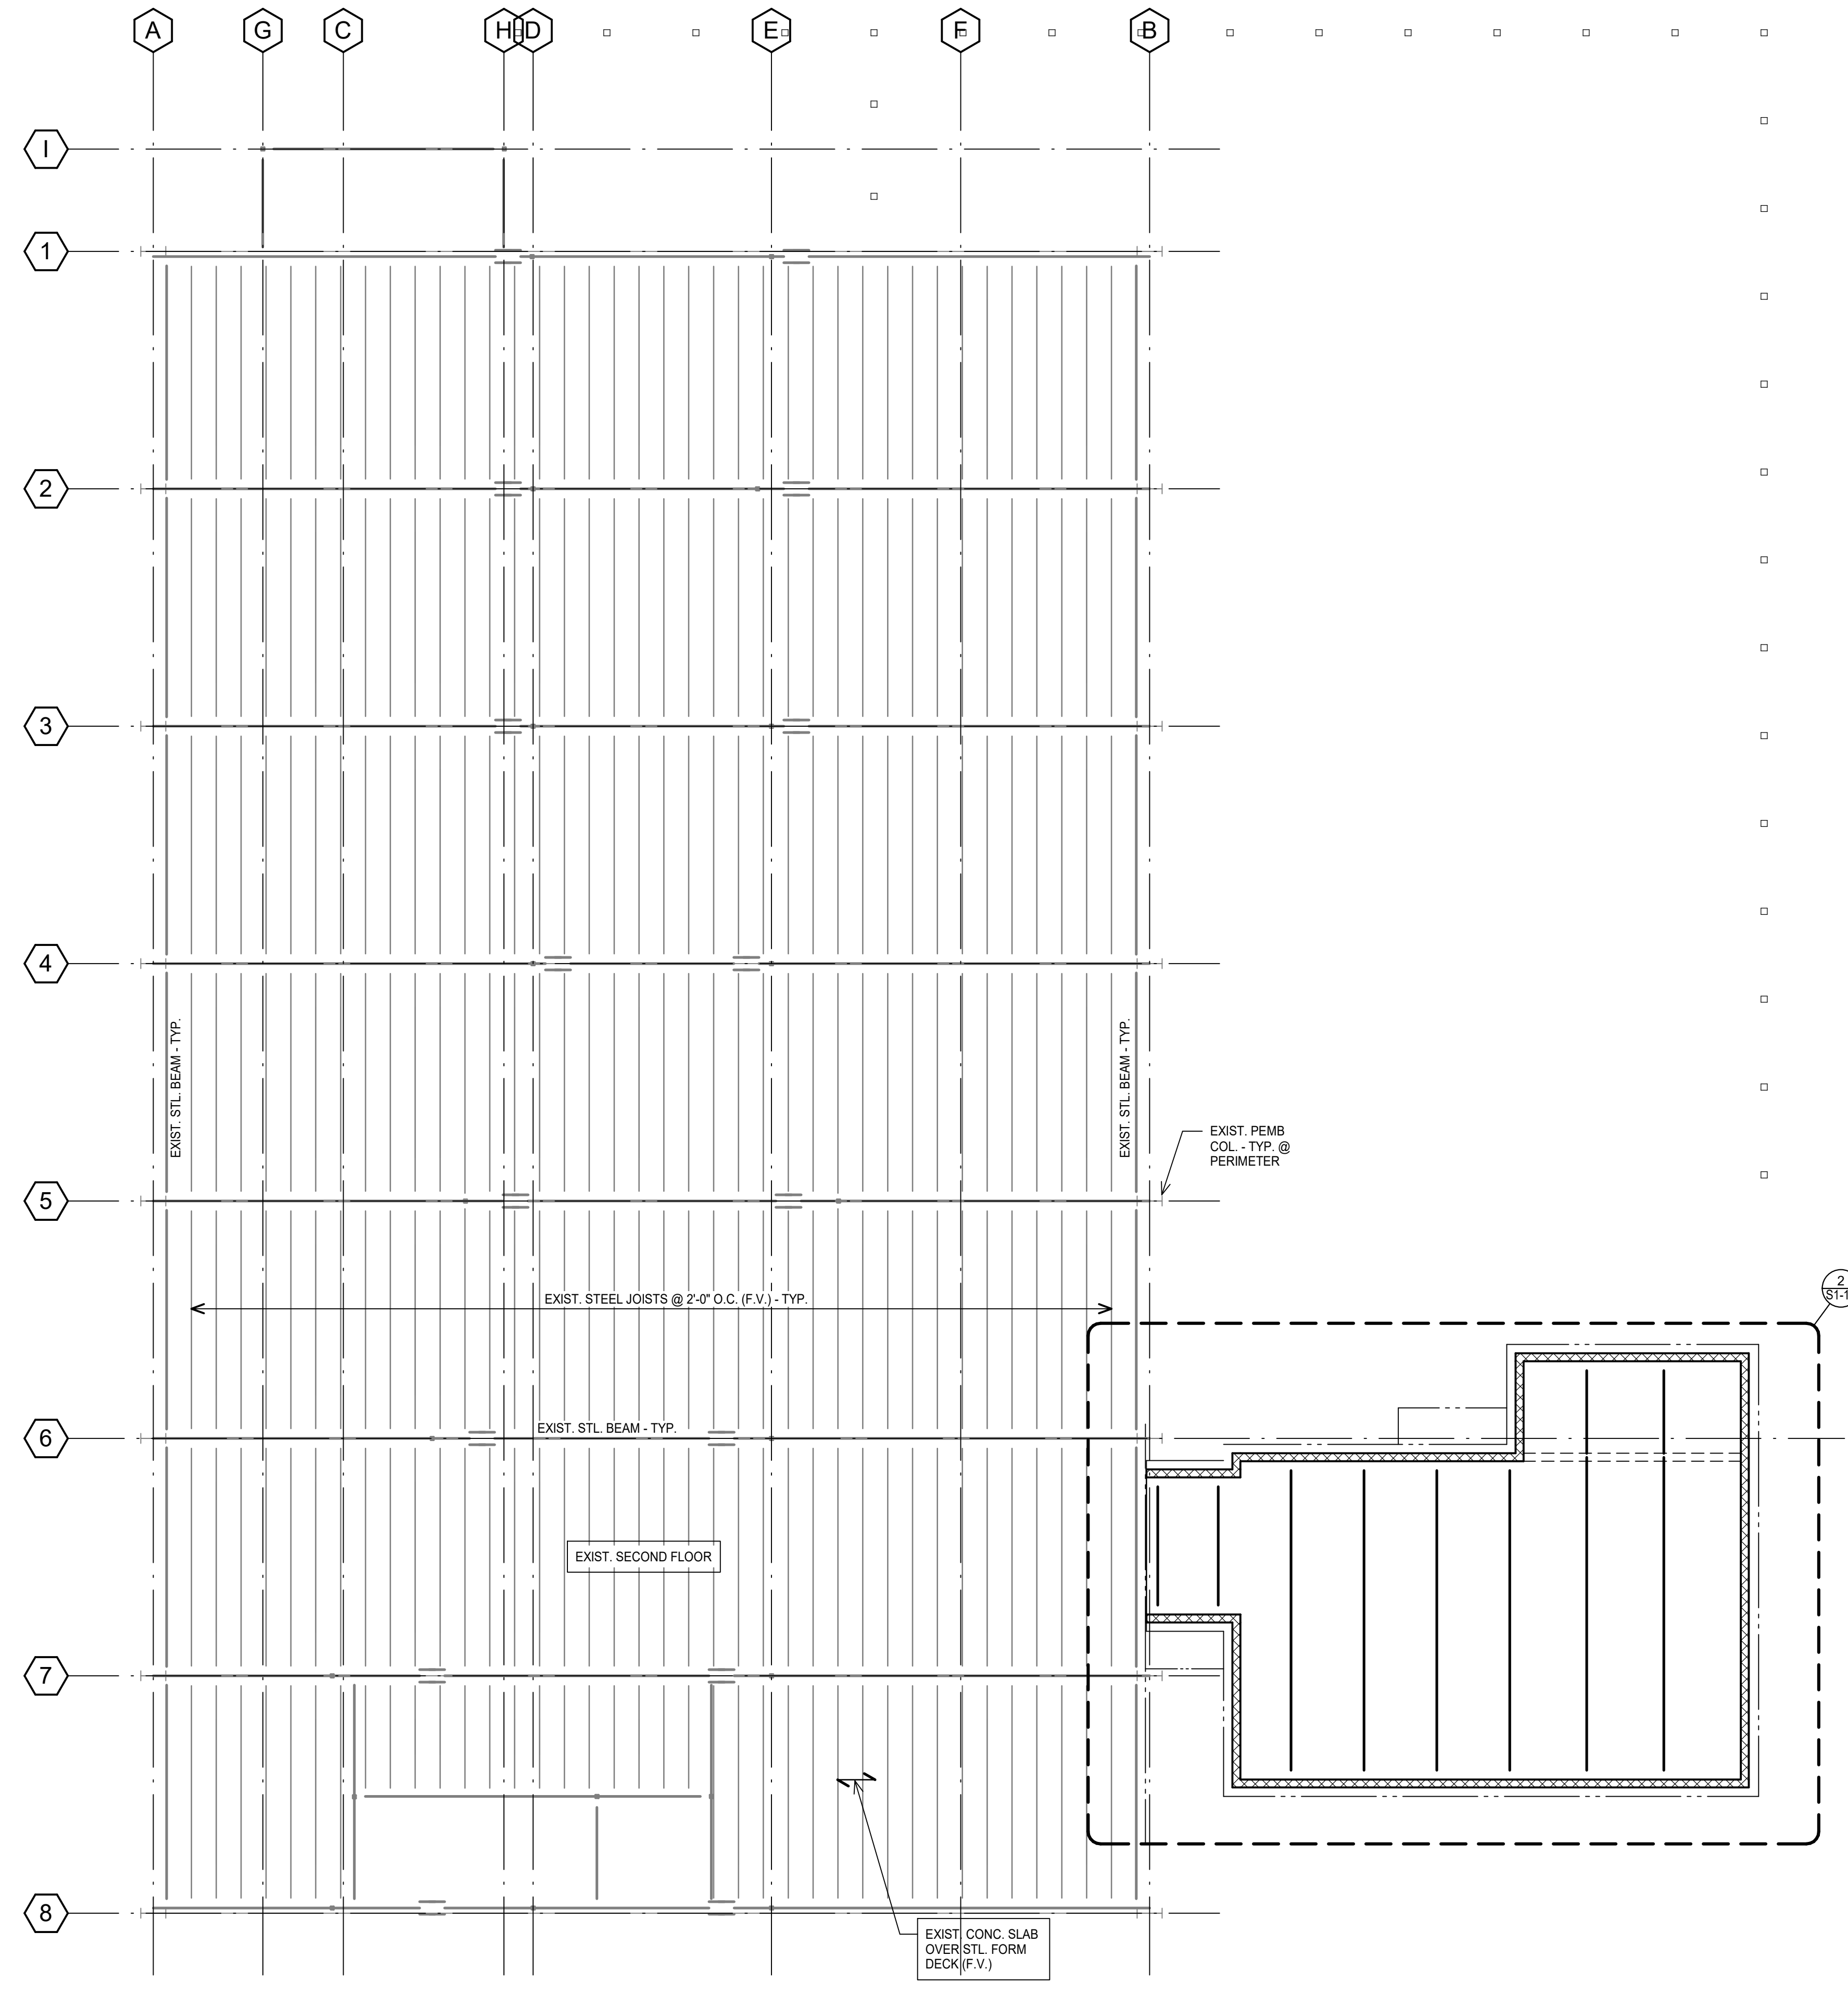 A
G
C
H
D
E
F
B
I
1
2
3
4
EXIST. STL. BEAM - TYP.
EXIST. STL. BEAM - TYP.
EXIST. PEMB
COL. - TYP. @
PERIMETER
5
2
S1-1
EXIST. STEEL JOISTS @ 2'-0" O.C. (F.V.) - TYP.
EXIST. STL. BEAM - TYP.
6
EXIST. SECOND FLOOR
7
8
EXIST. CONC. SLAB
OVER STL. FORM
DECK (F.V.)